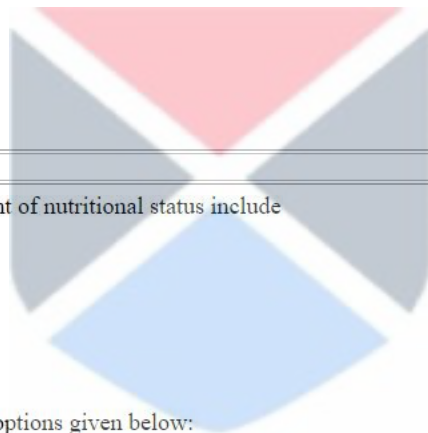 nt of nutritional status include
options given below: